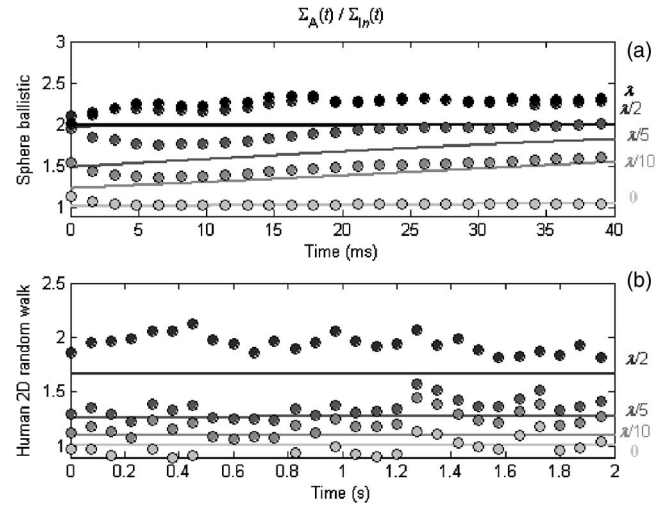 Σ_A(t) / Σ_In(t)
(a)
Sphere ballistic
3
2.5
2
1.5
1
λ
λ/2
λ/5
λ/10
0
0 5 10 15 20 25 30 35 40
Time (ms)
(b)
Human 2D random walk
2.5
2
1.5
1
λ/2
λ/5
λ/10
0
0 0.2 0.4 0.6 0.8 1 1.2 1.4 1.6 1.8 2
Time (s)